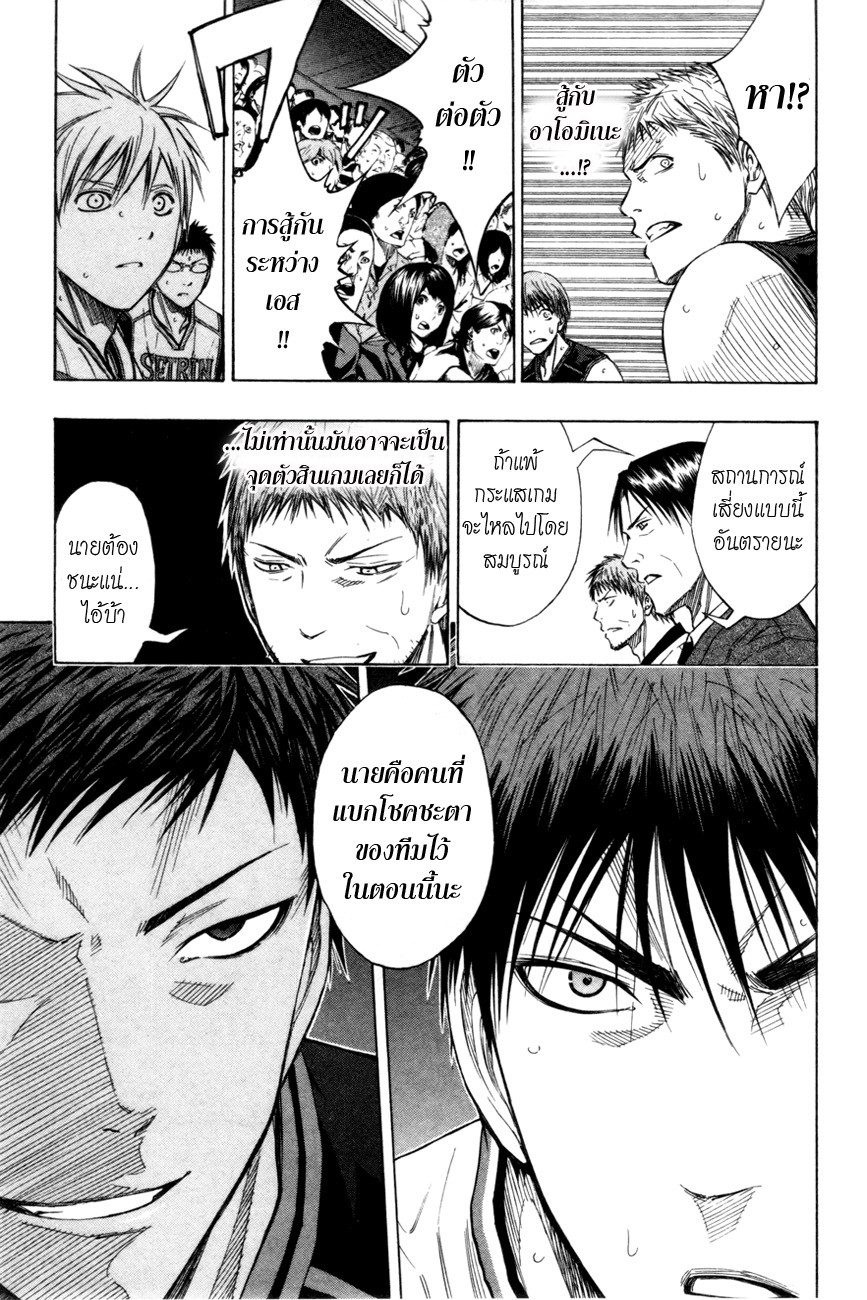 หา!?
สู้กับ
อาโอมิเนะ
...!?
ตัว
ต่อตัว
!!
การสู้กัน
ระหว่าง
เอส
!!
SEIRIN
สถานการณ์
เสี่ยงแบบนี้
อันตรายนะ
ถ้าแพ้
กระแสเกม
จะไหลไปโดย
สมบูรณ์
...ไม่เท่านั้นมันอาจจะเป็น
จุดตัวสินเกมเลยก็ได้
นายต้อง
ชนะแน่...
ไอ้บ้า
นายคือคนที่
แบกโชคชะตา
ของทีมไว้
ในตอนนี้นะ